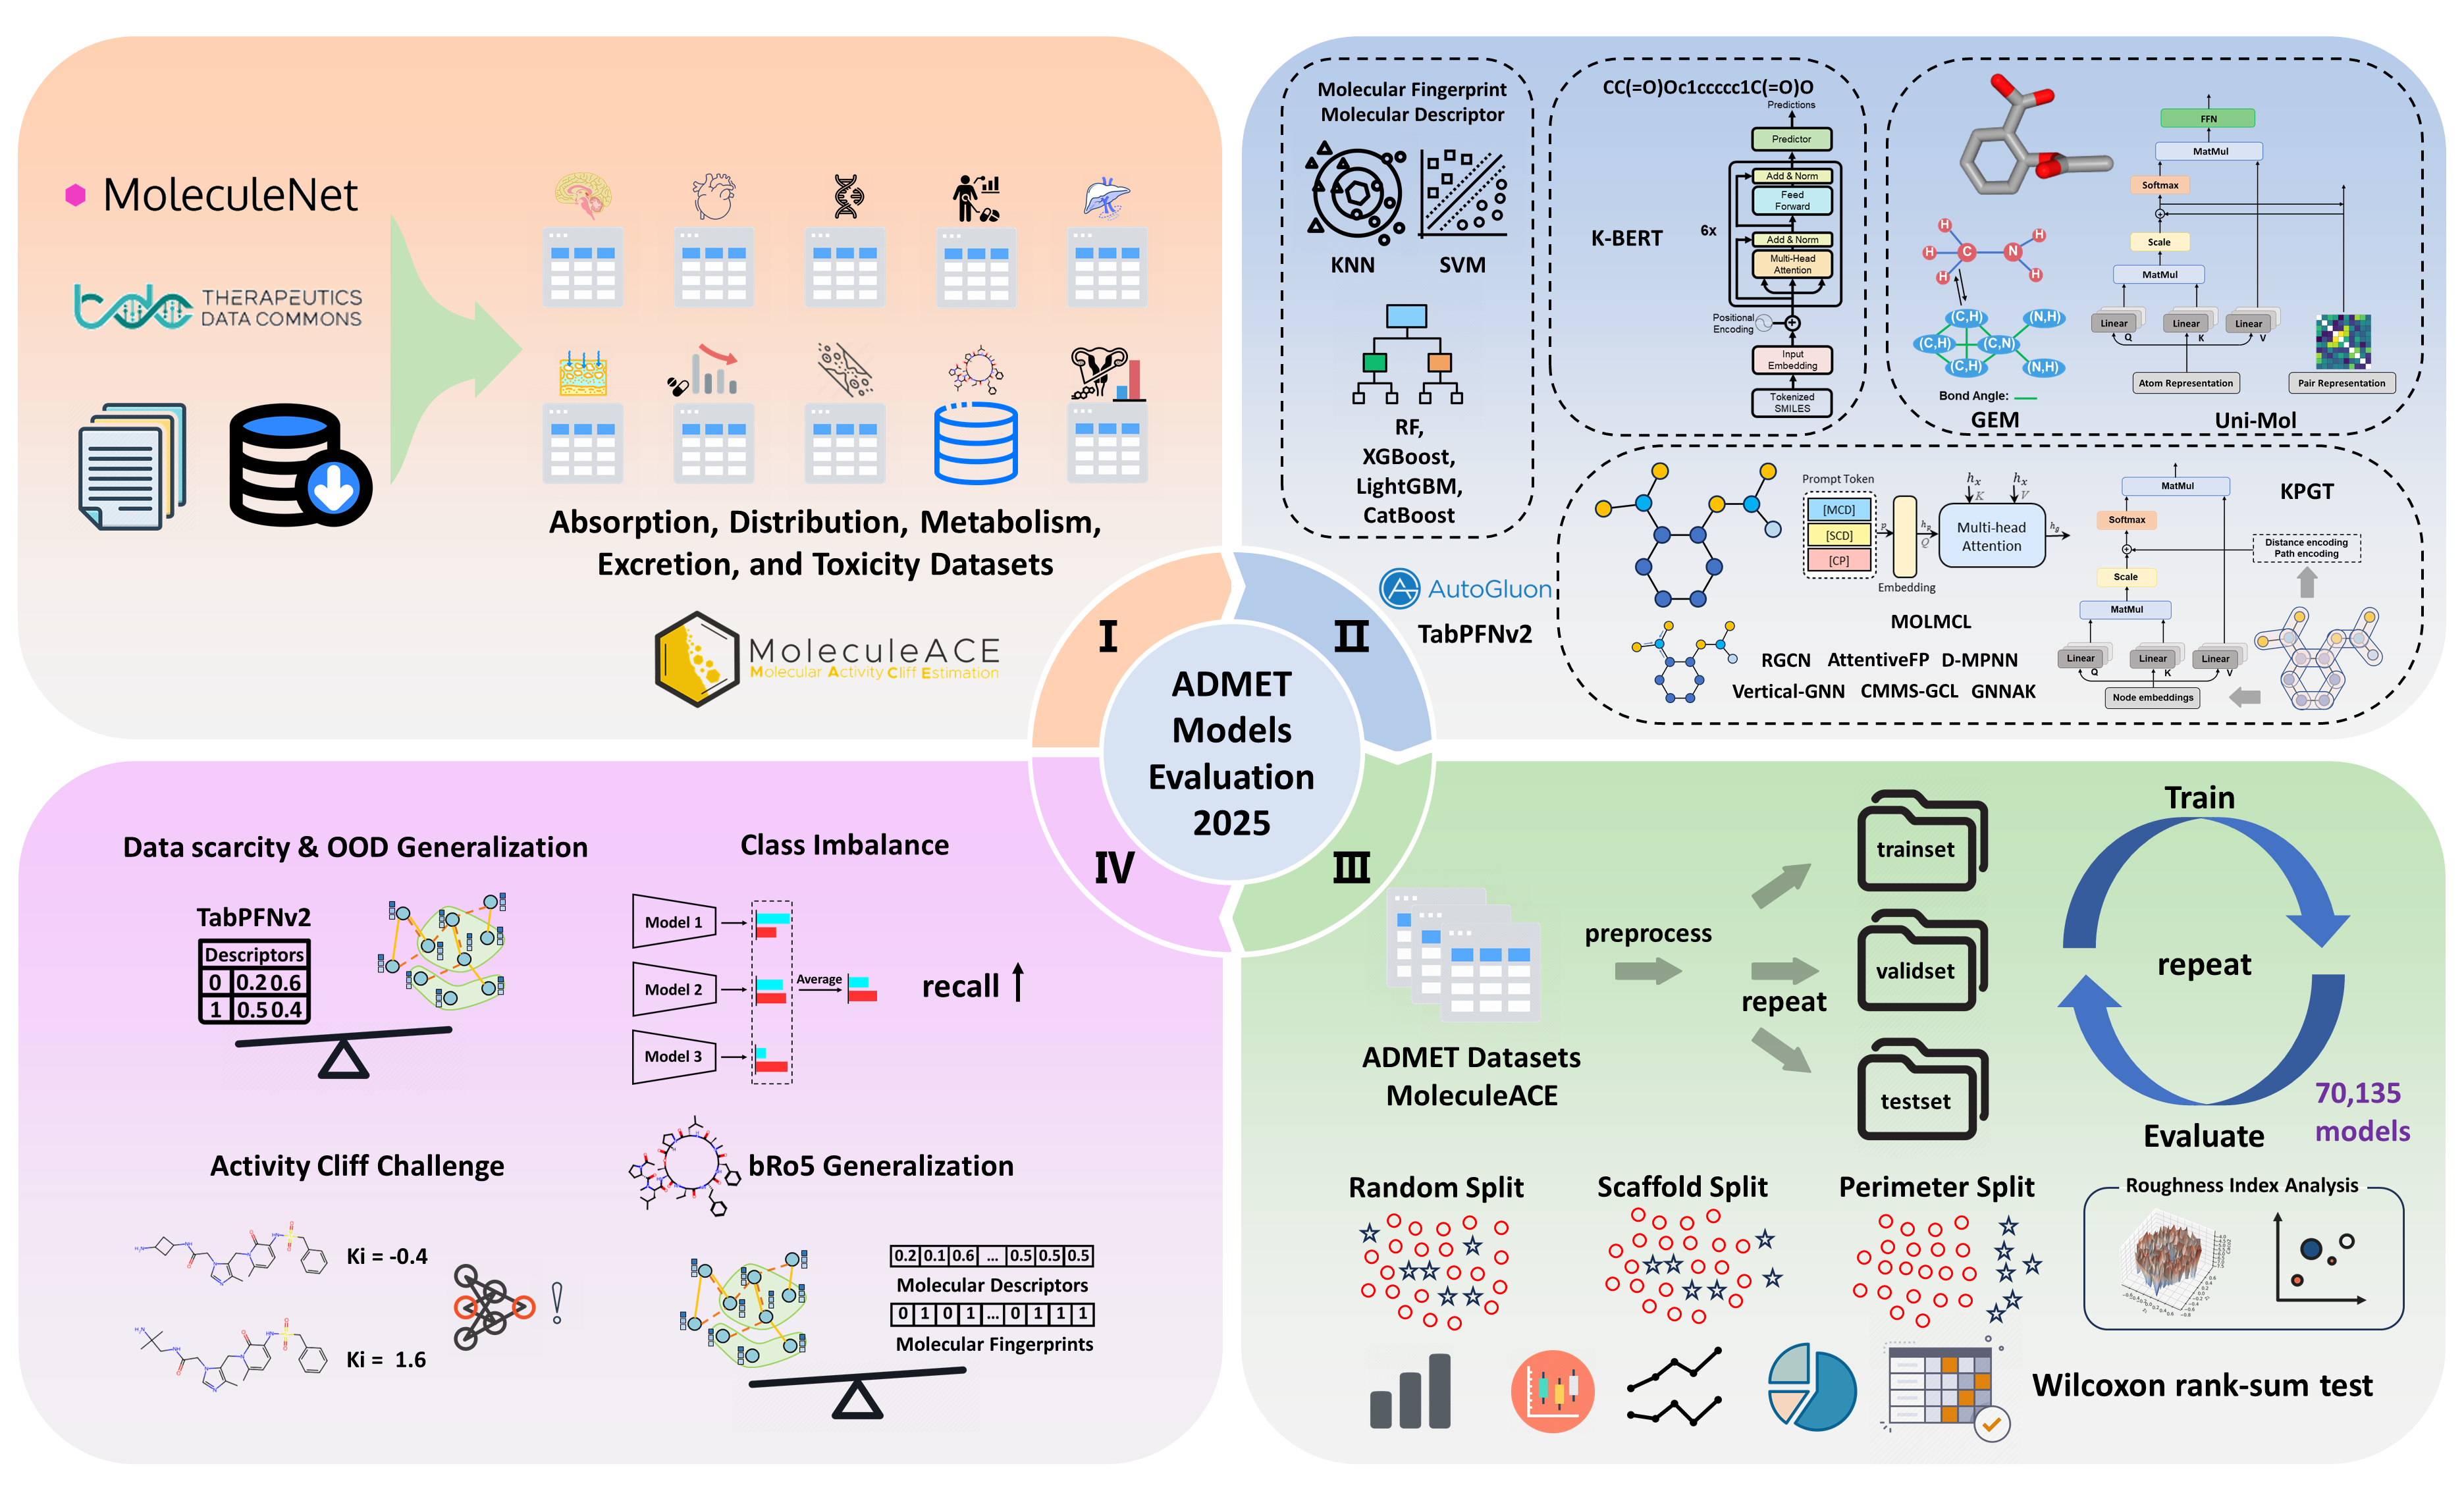 MoleculeNet
THERAPEUTICS
DATA COMMONS
Absorption, Distribution, Metabolism,
Excretion, and Toxicity Datasets
MoleculeACE
Molecular Activity Cliff Estimation
I
II
III
IV
ADMET
Models
Evaluation
2025
Molecular Fingerprint
Molecular Descriptor
KNN
SVM
RF,
XGBoost,
LightGBM,
CatBoost
AutoGluon
TabPFNv2
CC(=O)Oc1ccccc1C(=O)O
Predictions
Predictor
Add & Norm
Feed
Forward
K-BERT
6x
Add & Norm
Multi-Head
Attention
Positional
Encoding
Input
Embedding
Tokenized
SMILES
H
H
H
C
N
H
H
(C,H)
(N,H)
(C,H)
(C,N)
(C,H)
(N,H)
Bond Angle:
GEM
FFN
MatMul
Softmax
+
Scale
MatMul
Linear
Linear
Linear
Q
K
V
Atom Representation
Pair Representation
Uni-Mol
Prompt Token
[MCD]
[SCD]
[CP]
p
Embedding
hp
Q
hx
K
hx
V
Multi-head
Attention
hg
MOLMCL
RGCN AttentiveFP D-MPNN
Vertical-GNN CMMS-GCL GNNAK
KPGT
MatMul
Softmax
+
Distance encoding
Path encoding
Scale
MatMul
Linear
Linear
Linear
Q
K
V
Node embeddings
Data scarcity & OOD Generalization
TabPFNv2
Descriptors
0 0.2 0.6
1 0.5 0.4
Class Imbalance
Model 1
Model 2
Model 3
Average
recall
Activity Cliff Challenge
Ki = -0.4
Ki = 1.6
!
bRo5 Generalization
0.2 0.1 0.6 ... 0.5 0.5 0.5
Molecular Descriptors
0 1 0 1 ... 0 1 1 1
Molecular Fingerprints
ADMET Datasets
MoleculeACE
preprocess
repeat
trainset
validset
testset
Train
repeat
Evaluate
70,135
models
Random Split
Scaffold Split
Perimeter Split
Roughness Index Analysis
Wilcoxon rank-sum test